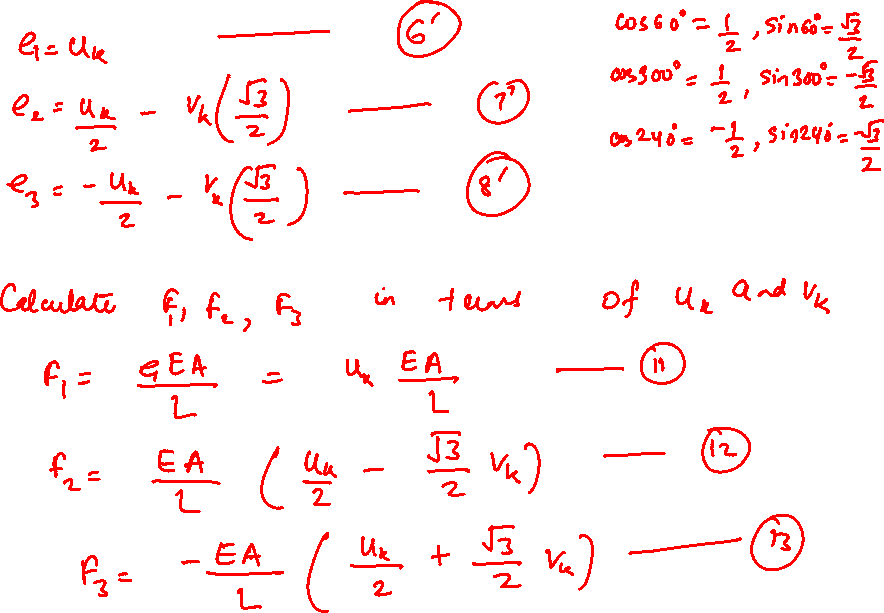 e₁ = uₖ ——— (6')
e₂ = uₖ/2 - vₖ(√3/2) ——— (7')
e₃ = -uₖ/2 - vₖ(√3/2) ——— (8')
cos60° = 1/2, sin60° = √3/2
cos300° = 1/2, sin300° = -√3/2
cos240° = -1/2, sin240° = -√3/2
Calculate F₁, f₂, F₃ in terms of uₖ and vₖ
F₁ = e₁EA/L = uₖ EA/L ——— (11)
f₂ = EA/L (uₖ/2 - √3/2 vₖ) ——— (12)
F₃ = -EA/L (uₖ/2 + √3/2 vₖ) ——— (13)